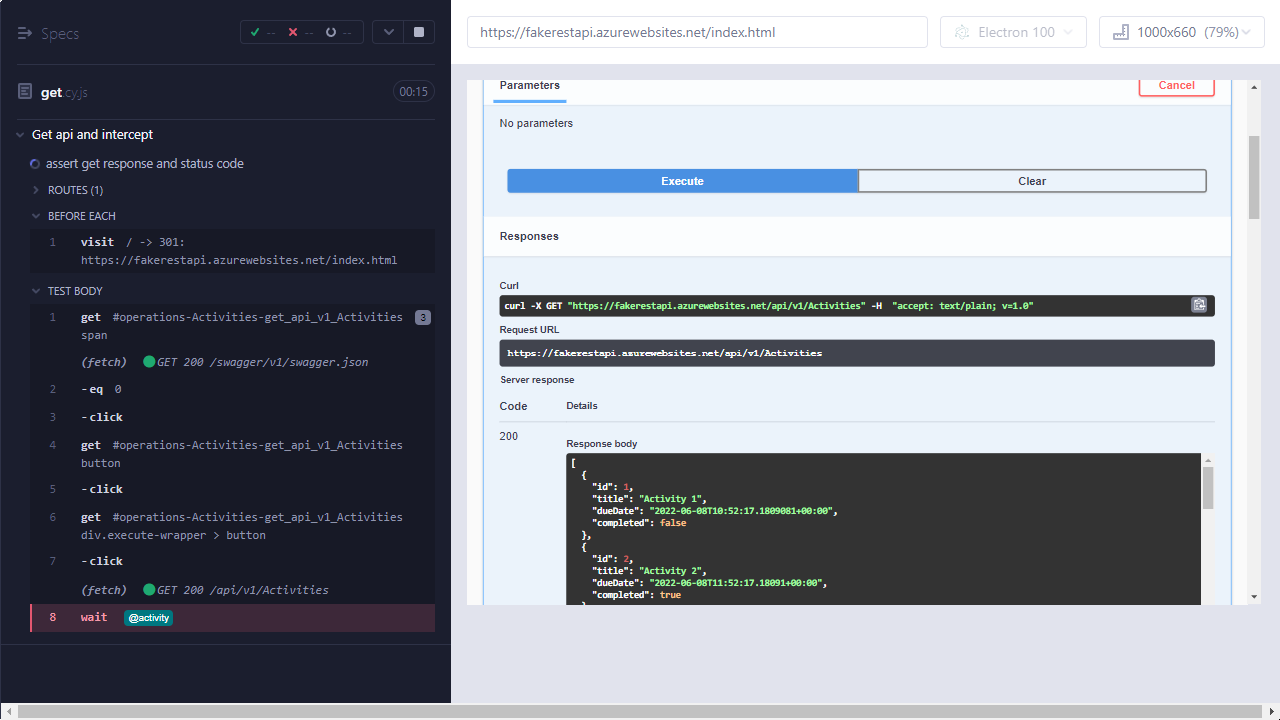 Specs
--
--
--
get.cy.js
00:15
Get api and intercept
assert get response and status code
ROUTES (1)
BEFORE EACH
1 visit / -> 301:
https://fakerestapi.azurewebsites.net/index.html
TEST BODY
1 get #operations-Activities-get_api_v1_Activities 3
span
(fetch) GET 200 /swagger/v1/swagger.json
2 -eq 0
3 -click
4 get #operations-Activities-get_api_v1_Activities
button
5 -click
6 get #operations-Activities-get_api_v1_Activities
div.execute-wrapper > button
7 -click
(fetch) GET 200 /api/v1/Activities
8 wait @activity
https://fakerestapi.azurewebsites.net/index.html
Electron 100
1000x660 (79%)
Parameters
Cancel
No parameters
Execute
Clear
Responses
Curl
curl -X GET "https://fakerestapi.azurewebsites.net/api/v1/Activities" -H "accept: text/plain; v=1.0"
Request URL
https://fakerestapi.azurewebsites.net/api/v1/Activities
Server response
Code Details
200
Response body
[
{
"id": 1,
"title": "Activity 1",
"dueDate": "2022-06-08T10:52:17.1809081+00:00",
"completed": false
},
{
"id": 2,
"title": "Activity 2",
"dueDate": "2022-06-08T11:52:17.18091+00:00",
"completed": true